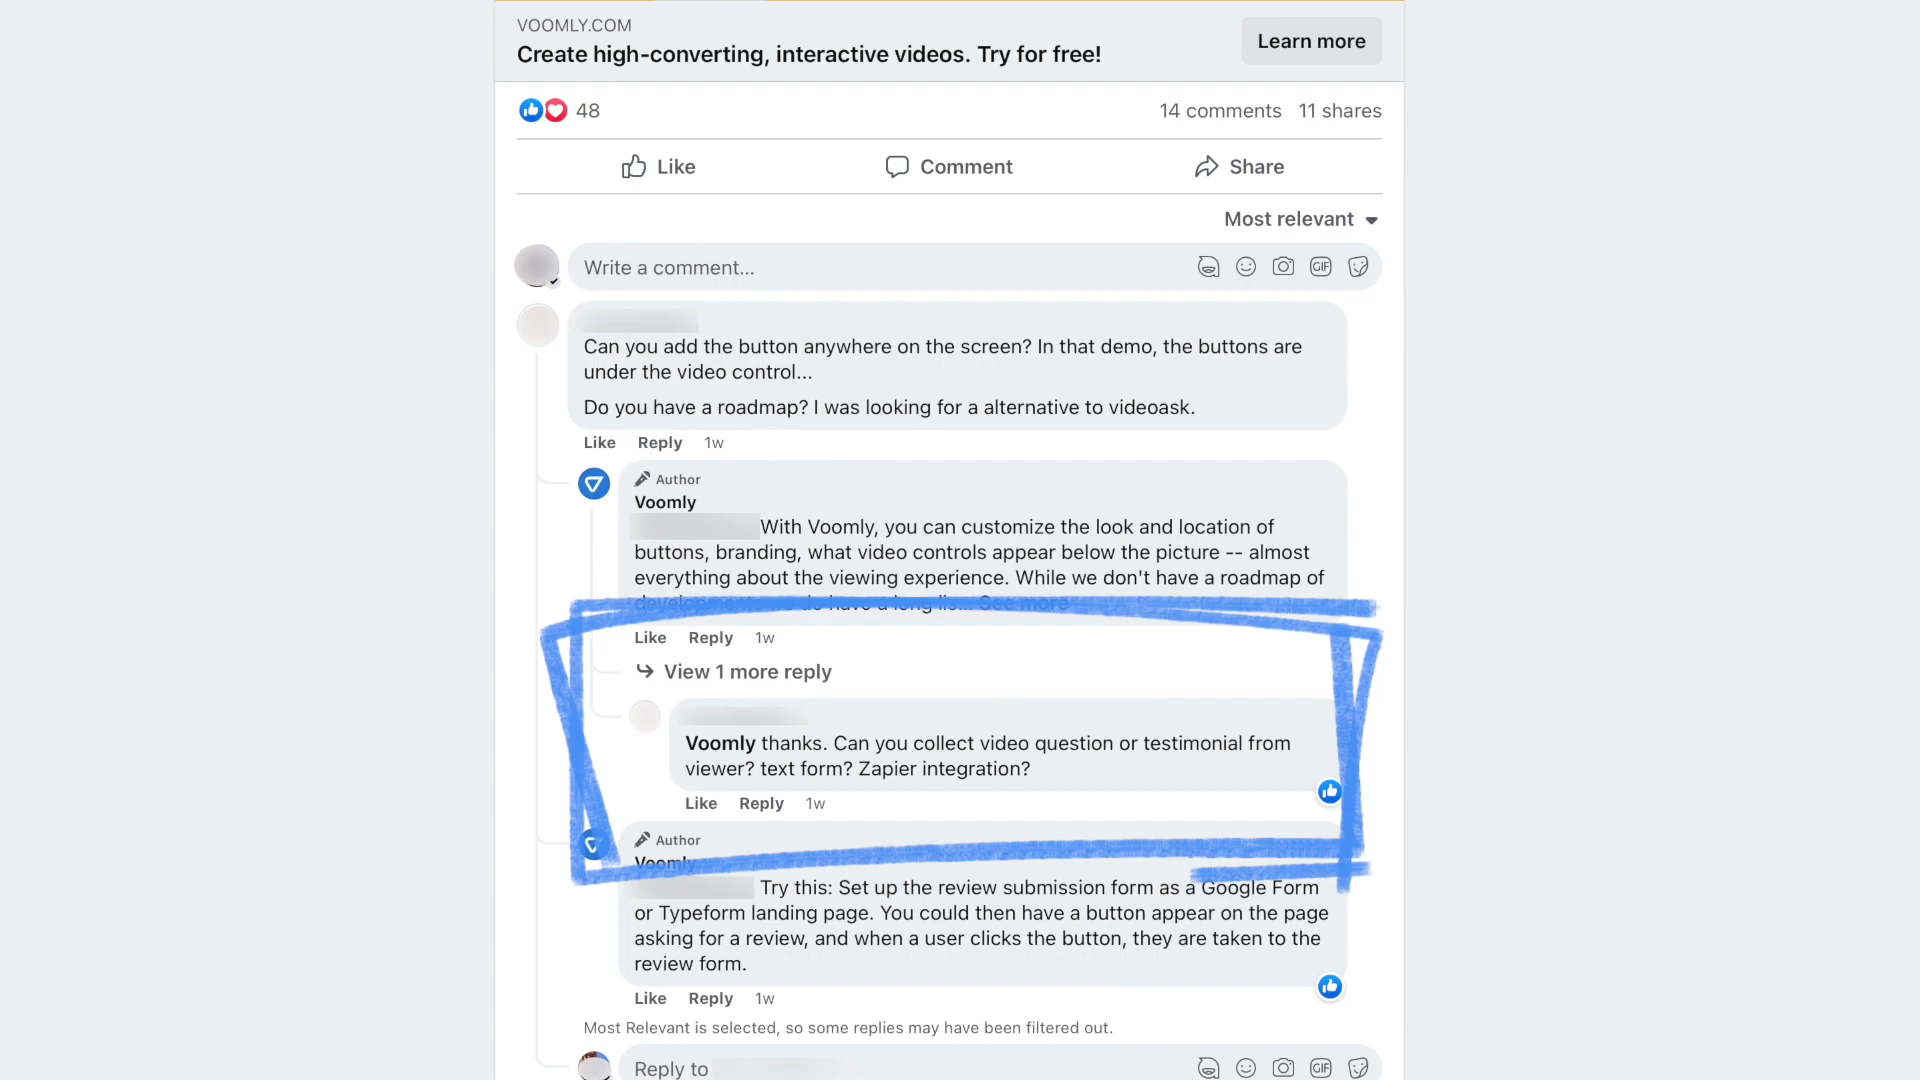 VOOMLY.COM
Create high-converting, interactive videos. Try for free!
Learn more
48
14 comments 11 shares
Like Comment Share
Most relevant
Write a comment...
GIF
Can you add the button anywhere on the screen? In that demo, the buttons are
under the video control...
Do you have a roadmap? I was looking for a alternative to videoask.
Like Reply 1w
Author
Voomly
With Voomly, you can customize the look and location of
buttons, branding, what video controls appear below the picture -- almost
everything about the viewing experience. While we don't have a roadmap of
do have a long lis... See more
Like Reply 1w
View 1 more reply
Voomly thanks. Can you collect video question or testimonial from
viewer? text form? Zapier integration?
Like Reply 1w
Author
Voomly
Try this: Set up the review submission form as a Google Form
or Typeform landing page. You could then have a button appear on the page
asking for a review, and when a user clicks the button, they are taken to the
review form.
Like Reply 1w
Most Relevant is selected, so some replies may have been filtered out.
Reply to
GIF